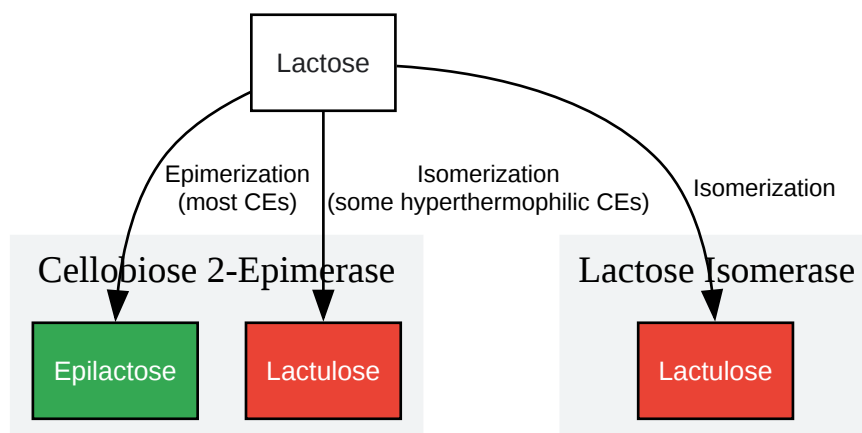 Lactose
Epimerization
(most CEs)
Isomerization
(some hyperthermophilic CEs)
Isomerization
Cellobiose 2-Epimerase
Lactose Isomerase
Epilactose
Lactulose
Lactulose